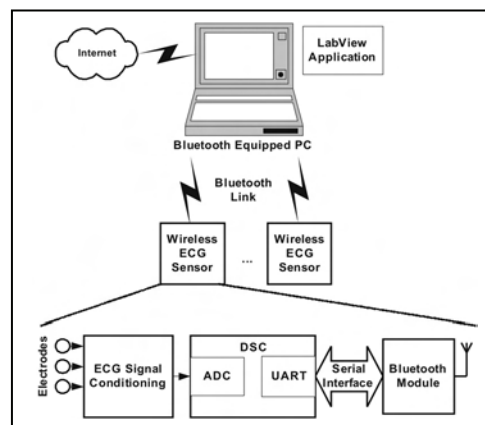 Internet
LabView
Application
Bluetooth Equipped PC
Bluetooth
Link
Wireless
ECG
Sensor
...
Wireless
ECG
Sensor
Electrodes
ECG Signal
Conditioning
DSC
ADC
UART
Serial
Interface
Bluetooth
Module